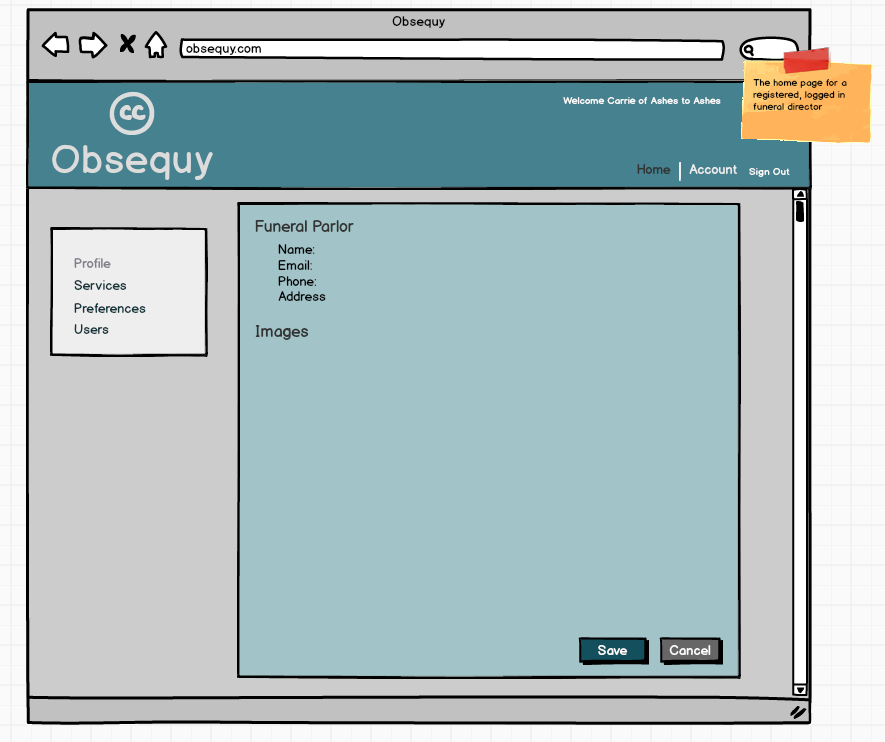 Obsequy
obsequy.com
The home page for a
registered, logged in
funeral director
Welcome Carrie of Ashes to Ashes
cc
Obsequy
Home Account Sign Out
Profile
Services
Preferences
Users
Funeral Parlor
Name:
Email:
Phone:
Address
Images
Save Cancel